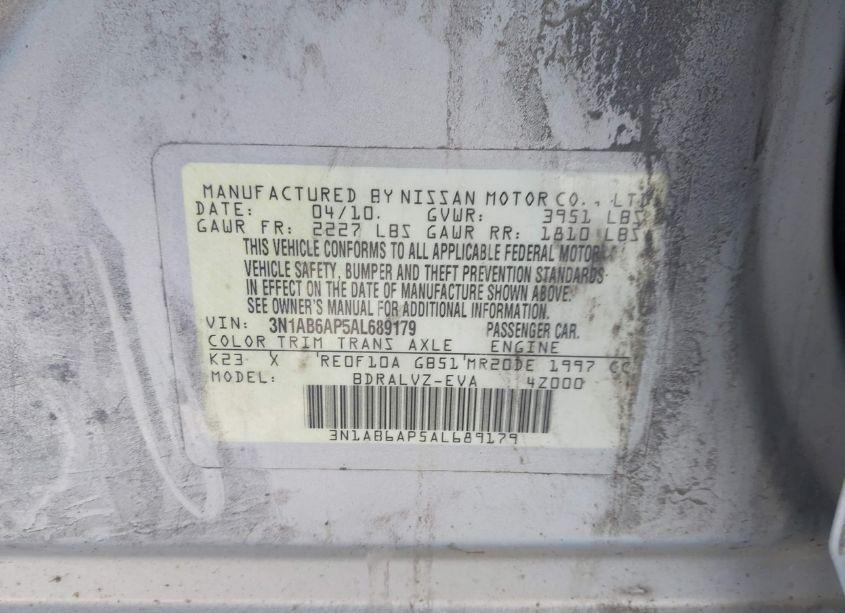 MANUFACTURED BY NISSAN MOTOR CO., LTD
DATE: 04/10. GVWR: 3951 LBS
GAWR FR: 2227 LBS GAWR RR: 1810 LBS
THIS VEHICLE CONFORMS TO ALL APPLICABLE FEDERAL MOTOR
VEHICLE SAFETY, BUMPER AND THEFT PREVENTION STANDARDS
IN EFFECT ON THE DATE OF MANUFACTURE SHOWN ABOVE.
SEE OWNER'S MANUAL FOR ADDITIONAL INFORMATION.
VIN: 3N1AB6AP5AL689179 PASSENGER CAR.
COLOR TRIM TRANS AXLE ENGINE
K23 X 'RE0F10A GB51'MR20DE 1997 CC
MODEL: BDRALVZ-EVA 4Z000
3N1AB6AP5AL689179